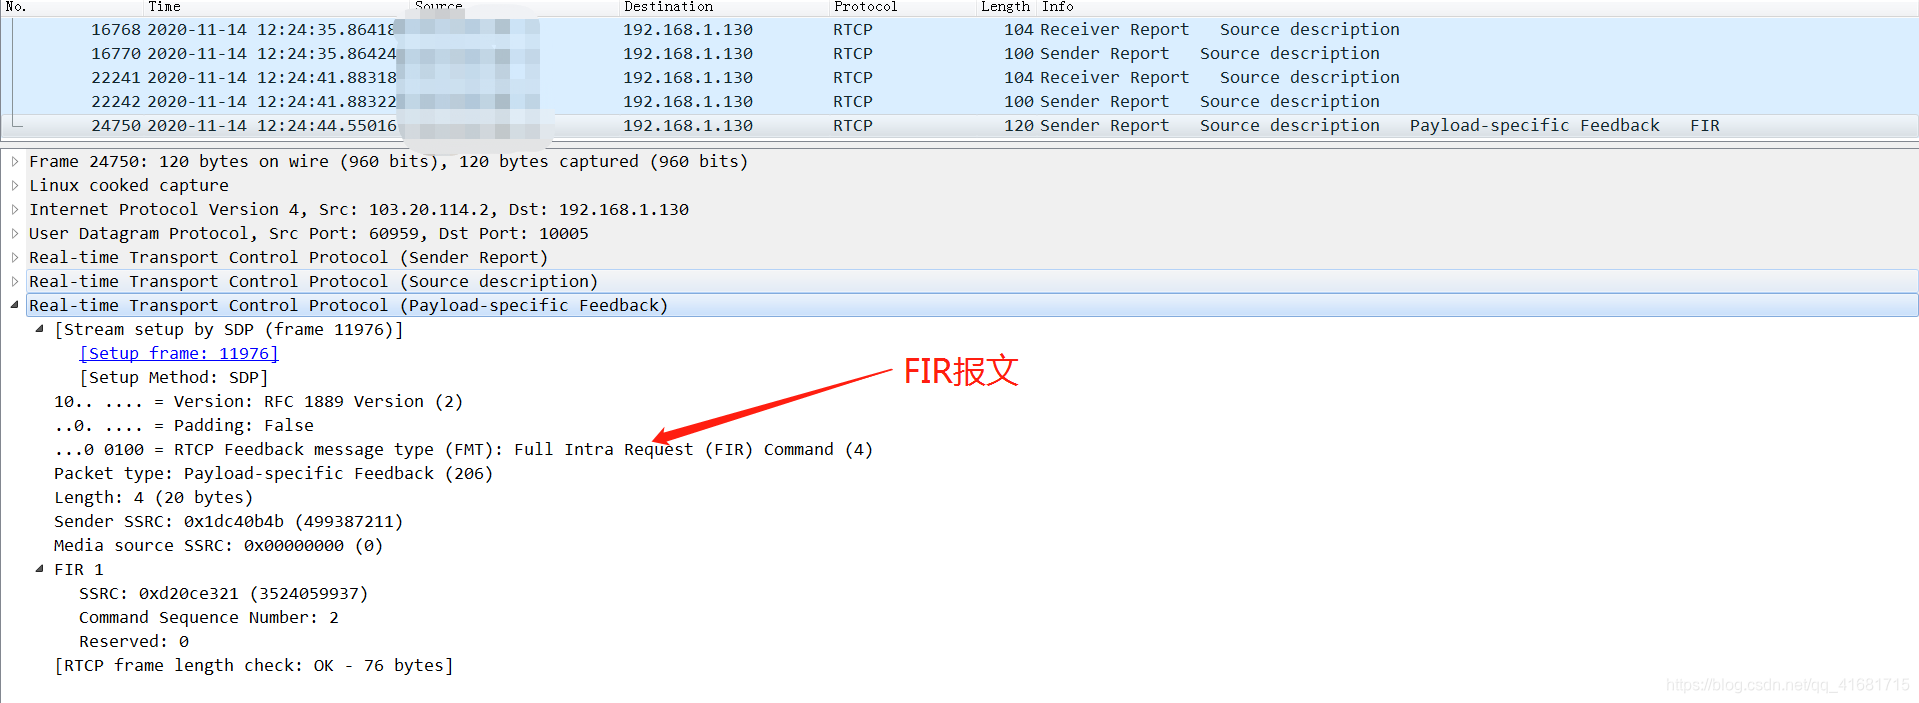 No. Time Source Destination Protocol Length Info
16768 2020-11-14 12:24:35.86418 192.168.1.130 RTCP 104 Receiver Report Source description
16770 2020-11-14 12:24:35.86424 192.168.1.130 RTCP 100 Sender Report Source description
22241 2020-11-14 12:24:41.88318 192.168.1.130 RTCP 104 Receiver Report Source description
22242 2020-11-14 12:24:41.88322 192.168.1.130 RTCP 100 Sender Report Source description
24750 2020-11-14 12:24:44.55016 192.168.1.130 RTCP 120 Sender Report Source description Payload-specific Feedback FIR
Frame 24750: 120 bytes on wire (960 bits), 120 bytes captured (960 bits)
Linux cooked capture
Internet Protocol Version 4, Src: 103.20.114.2, Dst: 192.168.1.130
User Datagram Protocol, Src Port: 60959, Dst Port: 10005
Real-time Transport Control Protocol (Sender Report)
Real-time Transport Control Protocol (Source description)
Real-time Transport Control Protocol (Payload-specific Feedback)
[Stream setup by SDP (frame 11976)]
[Setup frame: 11976]
[Setup Method: SDP]
FIR报文
10.. .... = Version: RFC 1889 Version (2)
..0. .... = Padding: False
...0 0100 = RTCP Feedback message type (FMT): Full Intra Request (FIR) Command (4)
Packet type: Payload-specific Feedback (206)
Length: 4 (20 bytes)
Sender SSRC: 0x1dc40b4b (499387211)
Media source SSRC: 0x00000000 (0)
FIR 1
SSRC: 0xd20ce321 (3524059937)
Command Sequence Number: 2
Reserved: 0
[RTCP frame length check: OK - 76 bytes]
https://blog.csdn.net/qq_41681715